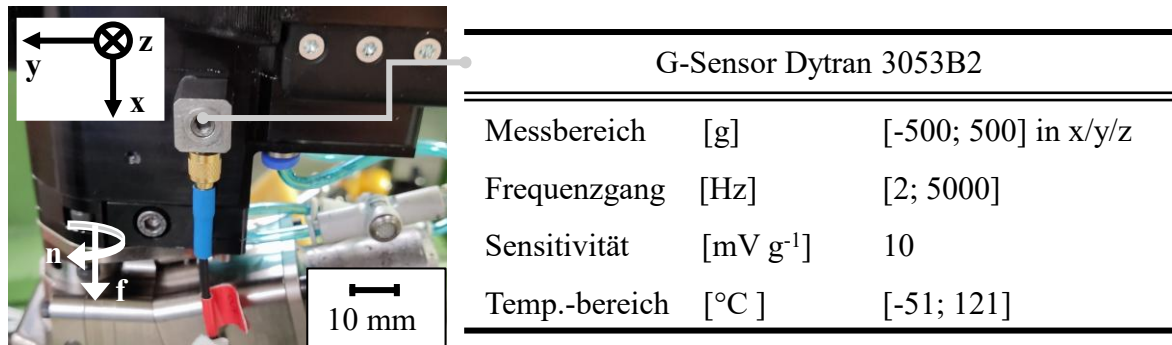 z
y
x
n
f
10 mm
G-Sensor Dytran 3053B2
Messbereich [g] [-500; 500] in x/y/z
Frequenzgang [Hz] [2; 5000]
Sensitivität [mV g⁻¹] 10
Temp.-bereich [°C ] [-51; 121]